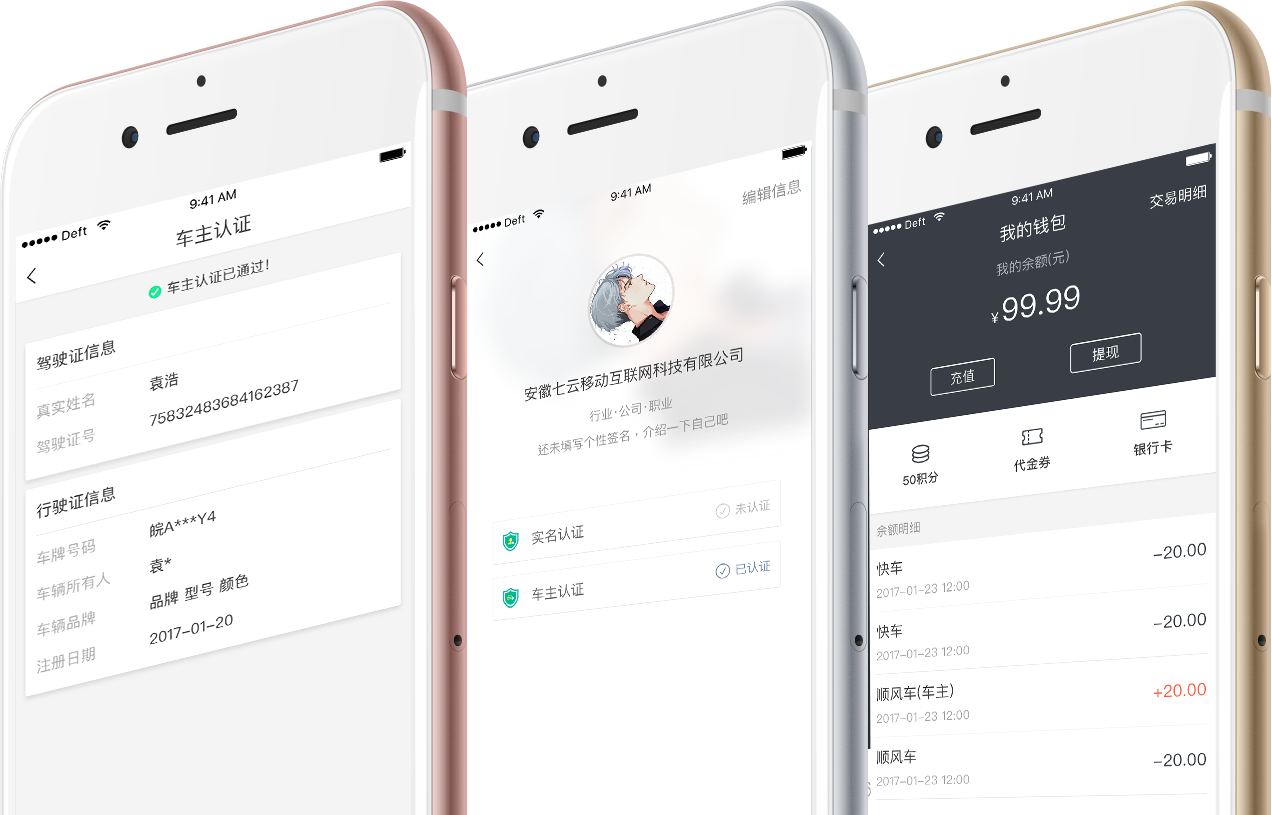 9:41 AM
●●●●● Deft
车主认证
车主认证已通过!
驾驶证信息
真实姓名 袁浩
驾驶证号 75832483684162387
行驶证信息
车牌号码 皖A***Y4
车辆所有人 袁*
车辆品牌 品牌 型号 颜色
注册日期 2017-01-20
9:41 AM
●●●●● Deft
编辑信息
安徽七云移动互联网科技有限公司
行业·公司·职业
还未填写个性签名，介绍一下自己吧
实名认证 未认证
车主认证 已认证
9:41 AM
●●●●● Deft
我的钱包 交易明细
我的余额(元)
¥99.99
充值 提现
50积分 代金券 银行卡
余额明细
快车 -20.00
2017-01-23 12:00
快车 -20.00
2017-01-23 12:00
顺风车(车主) +20.00
2017-01-23 12:00
顺风车 -20.00
2017-01-23 12:00